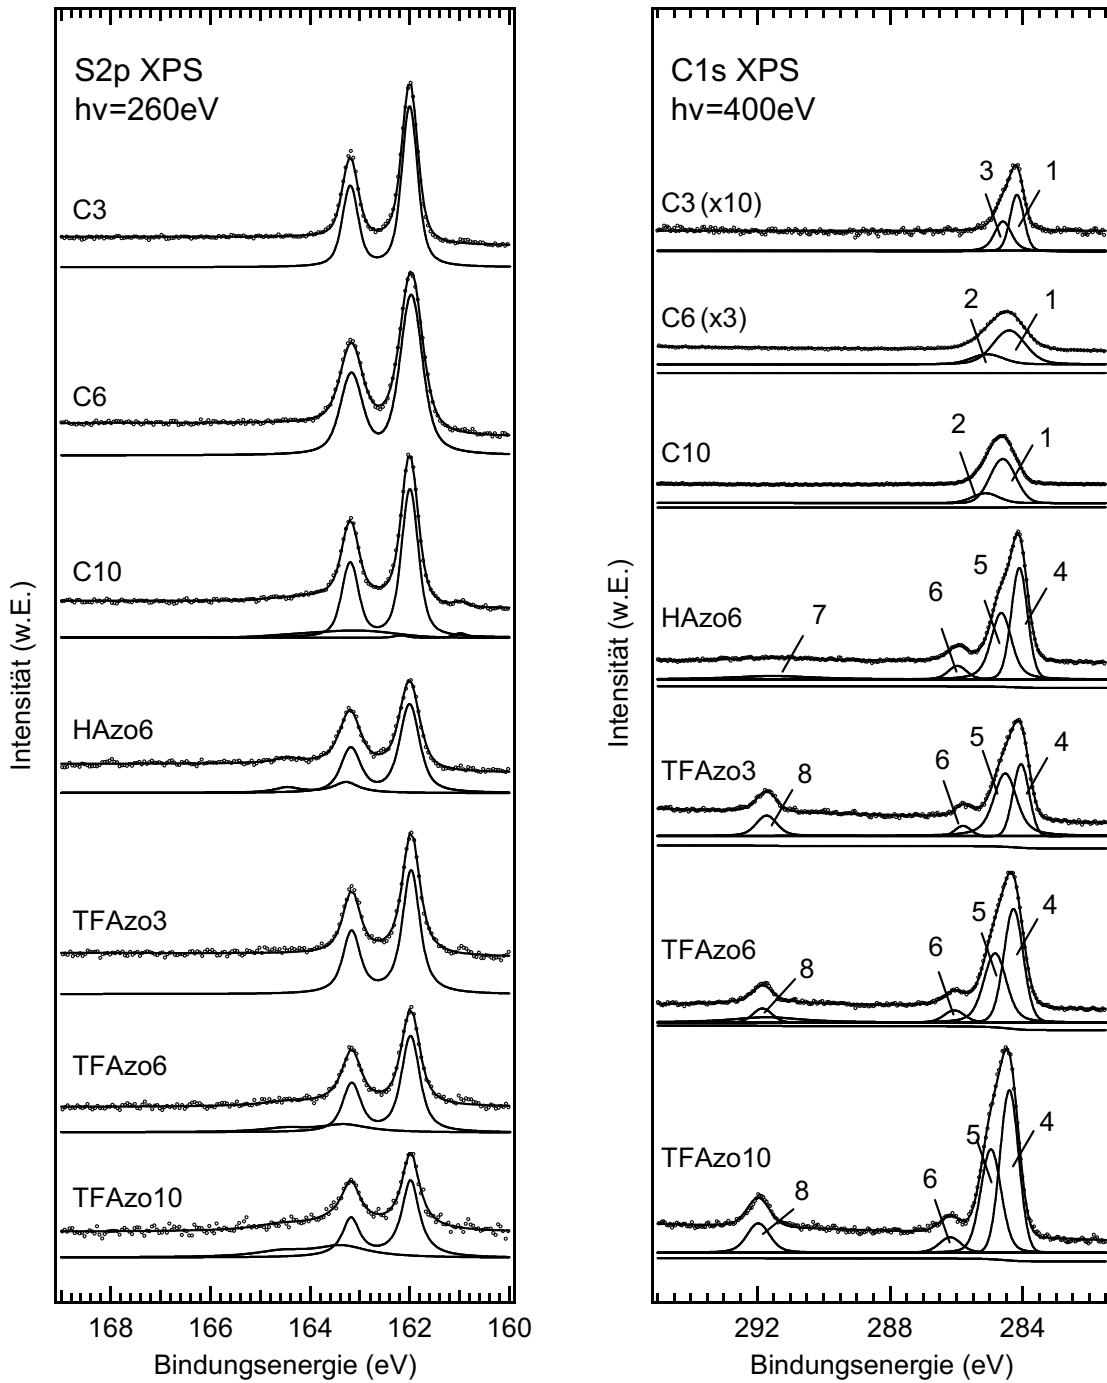 S2p XPS
hν=260eV
C3
C6
C10
HAzo6
TFAzo3
TFAzo6
TFAzo10
Intensität (w.E.)
168 166 164 162 160
Bindungsenergie (eV)
C1s XPS
hν=400eV
C3 (x10)
3 1
C6 (x3)
2 1
C10
2 1
HAzo6
7 6 5 4
TFAzo3
8 6 5 4
TFAzo6
8 6 5 4
TFAzo10
8 6 5 4
Intensität (w.E.)
292 288 284
Bindungsenergie (eV)